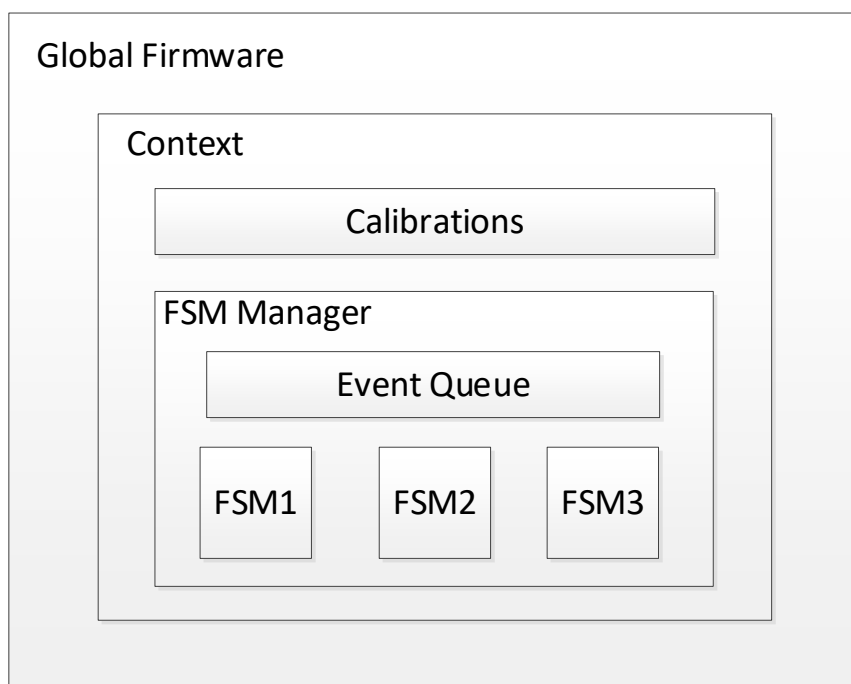 Global Firmware
Context
Calibrations
FSM Manager
Event Queue
FSM1 FSM2 FSM3